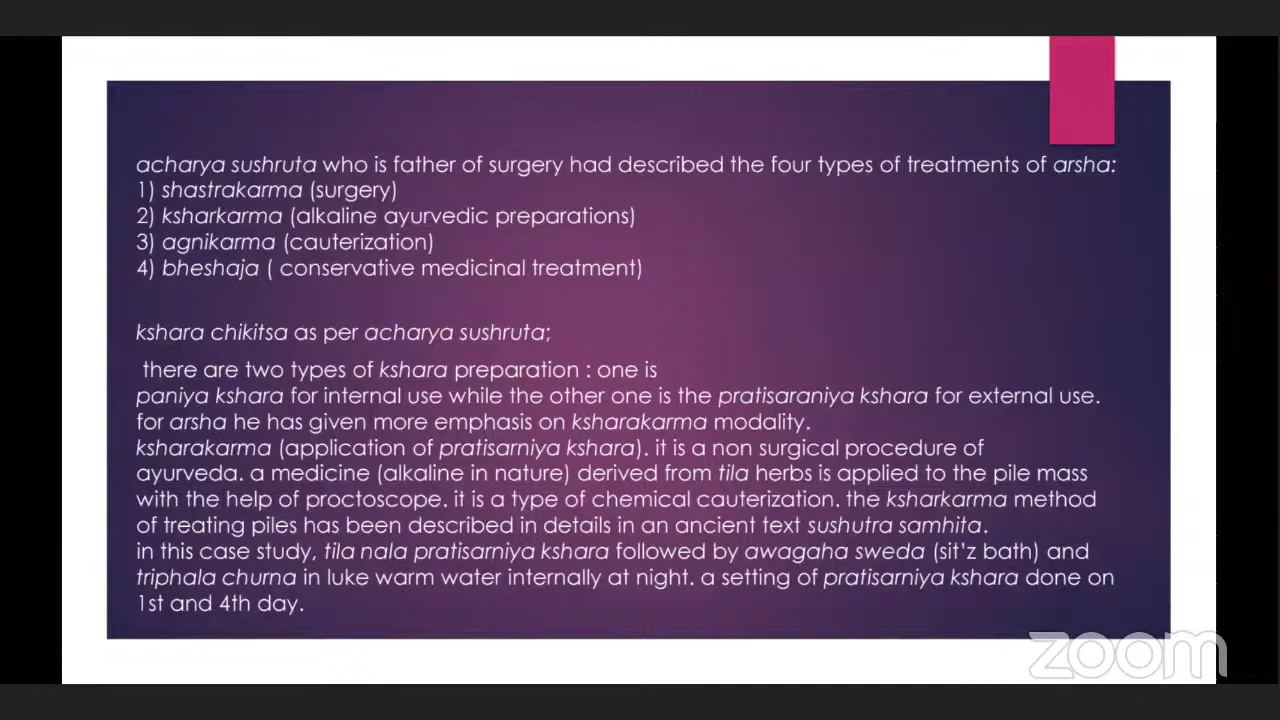 acharya sushruta who is father of surgery had described the four types of treatments of arsha:
1) shastrakarma (surgery)
2) ksharkarma (alkaline ayurvedic preparations)
3) agnikarma (cauterization)
4) bheshaja ( conservative medicinal treatment)
kshara chikitsa as per acharya sushruta;
there are two types of kshara preparation : one is
paniya kshara for internal use while the other one is the pratisaraniya kshara for external use.
for arsha he has given more emphasis on ksharakarma modality.
ksharakarma (application of pratisarniya kshara). it is a non surgical procedure of
ayurveda. a medicine (alkaline in nature) derived from tila herbs is applied to the pile mass
with the help of proctoscope. it is a type of chemical cauterization. the ksharkarma method
of treating piles has been described in details in an ancient text sushutra samhita.
in this case study, tila nala pratisarniya kshara followed by awagaha sweda (sit'z bath) and
triphala churna in luke warm water internally at night. a setting of pratisarniya kshara done on
1st and 4th day.
zoom